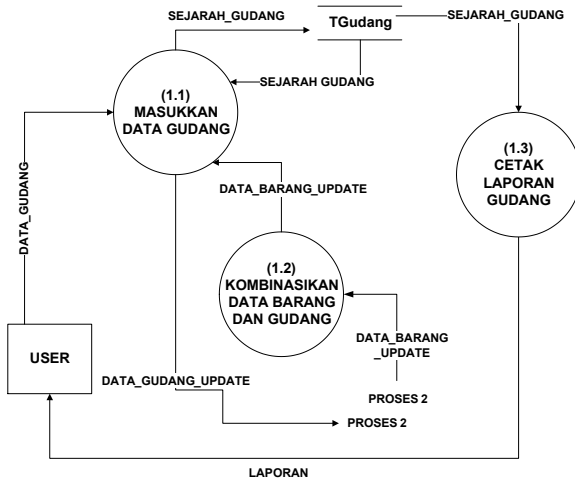 SEJARAH_GUDANG
TGudang
SEJARAH_GUDANG
SEJARAH GUDANG
(1.1)
MASUKKAN
DATA GUDANG
(1.3)
CETAK
LAPORAN
GUDANG
DATA_GUDANG
DATA_BARANG_UPDATE
(1.2)
KOMBINASIKAN
DATA BARANG
DAN GUDANG
DATA_BARANG
_UPDATE
USER
DATA_GUDANG_UPDATE
PROSES 2
PROSES 2
LAPORAN